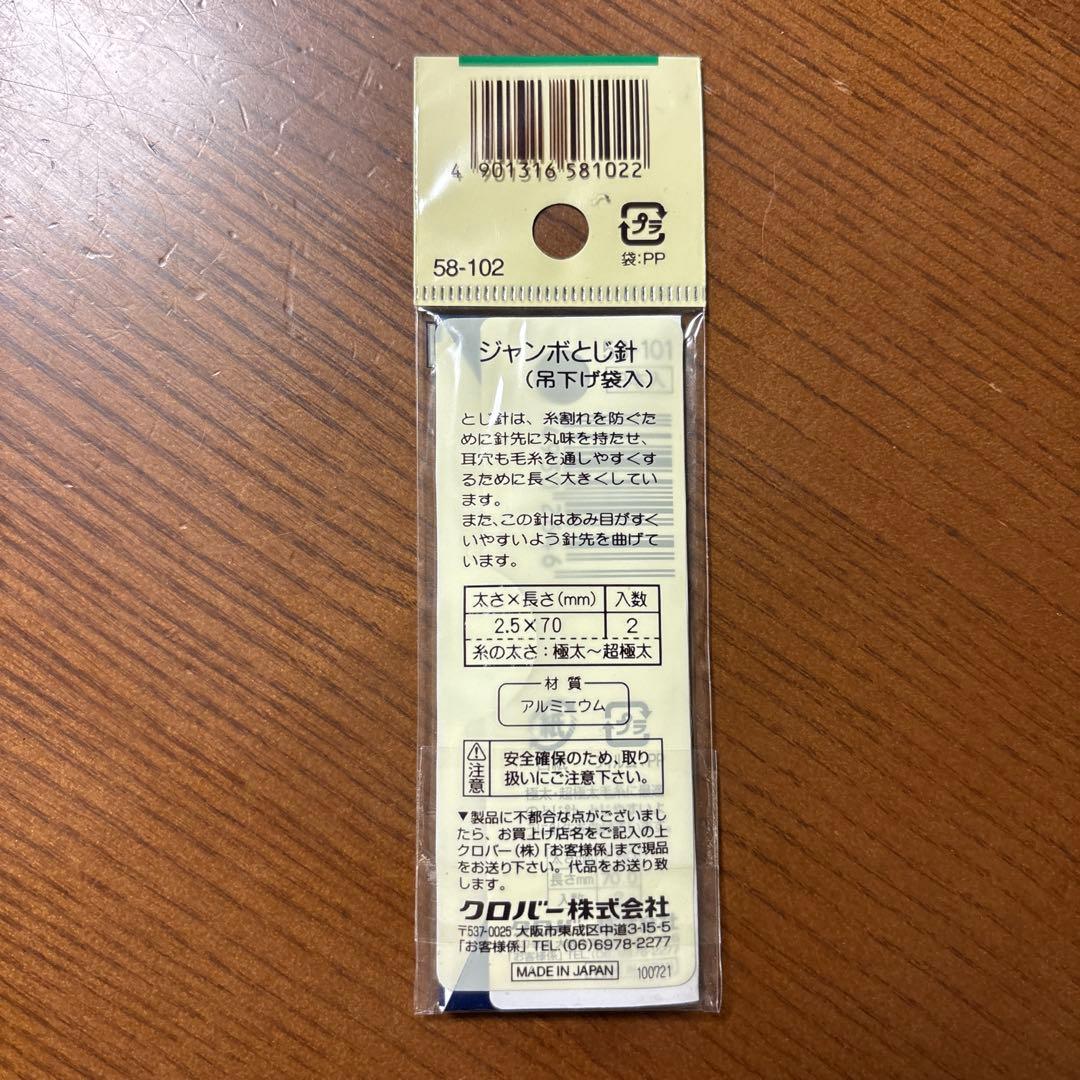 4 901316 581022
プラ
袋:PP
58-102
ジャンボとじ針
(吊下げ袋入)
とじ針は、糸割れを防ぐた
めに針先に丸味を持たせ、
耳穴も毛糸を通しやすくす
るために長く大きくしてい
ます。
また、この針はあみ目がすく
いやすいよう針先を曲げて
います。
太さ×長さ(mm) 入数
2.5×70 2
糸の太さ:極太〜超極太
材質
アルミニウム
注意 安全確保のため、取り
扱いにご注意下さい。
▼製品に不都合な点がございまし
たら、お買上げ店名をご記入の上
クロバー(株)「お客様係」まで現品
をお送り下さい。代品をお送り致
します。
クロバー株式会社
〒537-0025 大阪市東成区中道3-15-5
「お客様係」TEL.(06)6978-2277
MADE IN JAPAN 100721